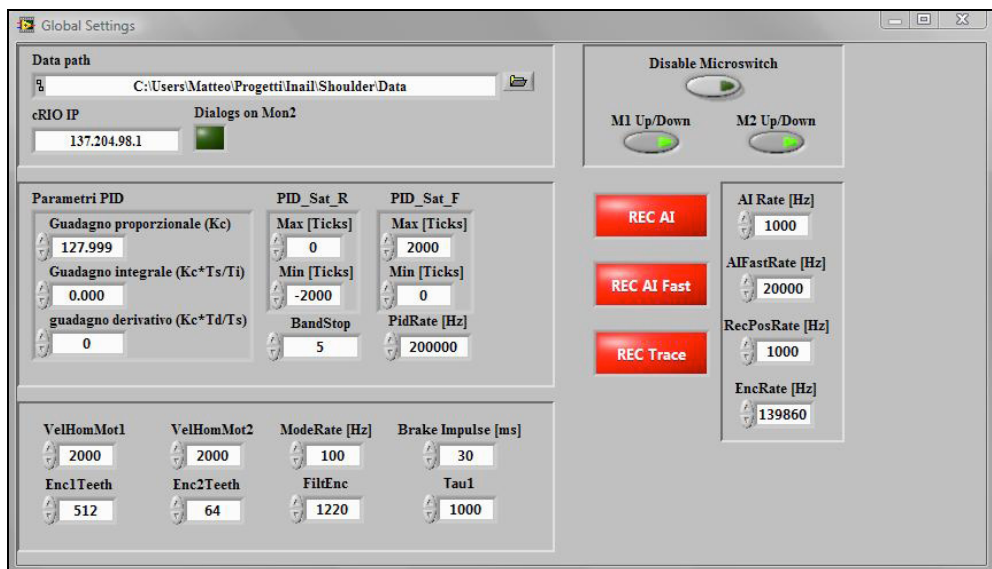 Global Settings
Data path
C:\Users\Matteo\Progetti\Inail\Shoulder\Data
cRIO IP
Dialogs on Mon2
137.204.98.1
Disable Microswitch
M1 Up/Down
M2 Up/Down
Parametri PID
Guadagno proporzionale (Kc)
127.999
Guadagno integrale (Kc*Ts/Ti)
0.000
guadagno derivativo (Kc*Td/Ts)
0
PID_Sat_R
Max [Ticks]
0
Min [Ticks]
-2000
BandStop
5
PID_Sat_F
Max [Ticks]
2000
Min [Ticks]
0
PidRate [Hz]
200000
REC AI
REC AI Fast
REC Trace
AI Rate [Hz]
1000
AIFastRate [Hz]
20000
RecPosRate [Hz]
1000
EncRate [Hz]
139860
VelHomMot1
VelHomMot2
ModeRate [Hz]
Brake Impulse [ms]
2000
2000
100
30
Enc1Teeth
Enc2Teeth
FiltEnc
Tau1
512
64
1220
1000